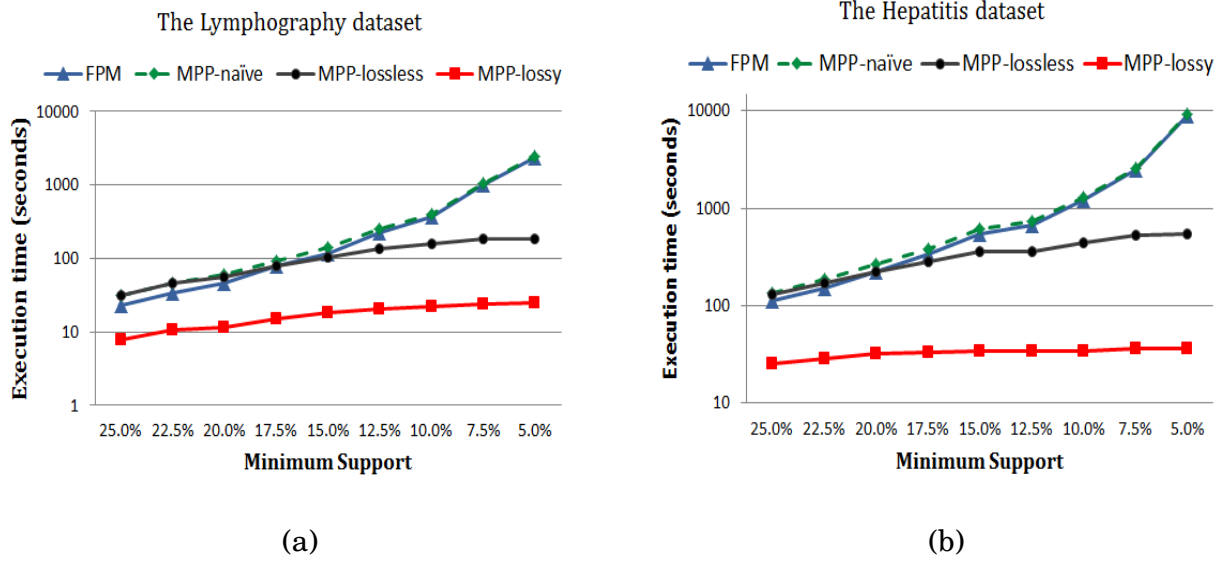 The Lymphography dataset
FPM MPP-naïve MPP-lossless MPP-lossy
Execution time (seconds)
10000
1000
100
10
1
25.0% 22.5% 20.0% 17.5% 15.0% 12.5% 10.0% 7.5% 5.0%
Minimum Support
(a)
The Hepatitis dataset
FPM MPP-naïve MPP-lossless MPP-lossy
Execution time (seconds)
10000
1000
100
10
25.0% 22.5% 20.0% 17.5% 15.0% 12.5% 10.0% 7.5% 5.0%
Minimum Support
(b)